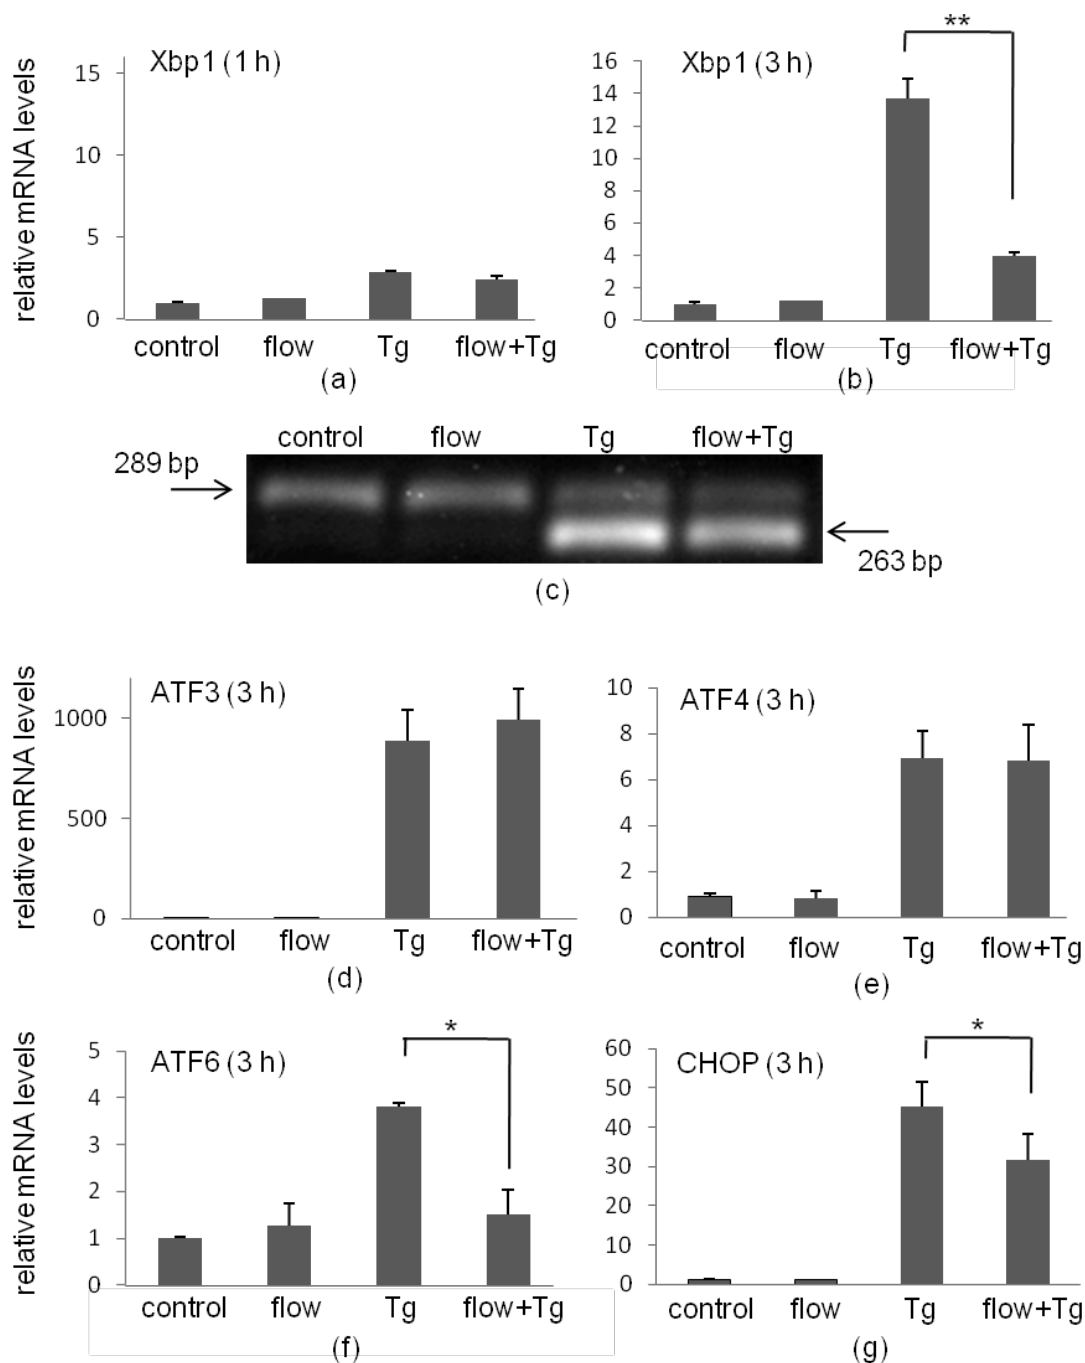 Xbp1 (1 h)
relative mRNA levels
15
10
5
0
control flow Tg flow+Tg
(a)
**
Xbp1 (3 h)
16
14
12
10
8
6
4
2
0
control flow Tg flow+Tg
(b)
control flow Tg flow+Tg
289 bp
263 bp
(c)
ATF3 (3 h)
relative mRNA levels
1000
500
0
control flow Tg flow+Tg
(d)
ATF4 (3 h)
10
8
6
4
2
0
control flow Tg flow+Tg
(e)
*
ATF6 (3 h)
relative mRNA levels
5
4
3
2
1
0
control flow Tg flow+Tg
(f)
*
CHOP (3 h)
60
50
40
30
20
10
0
control flow Tg flow+Tg
(g)